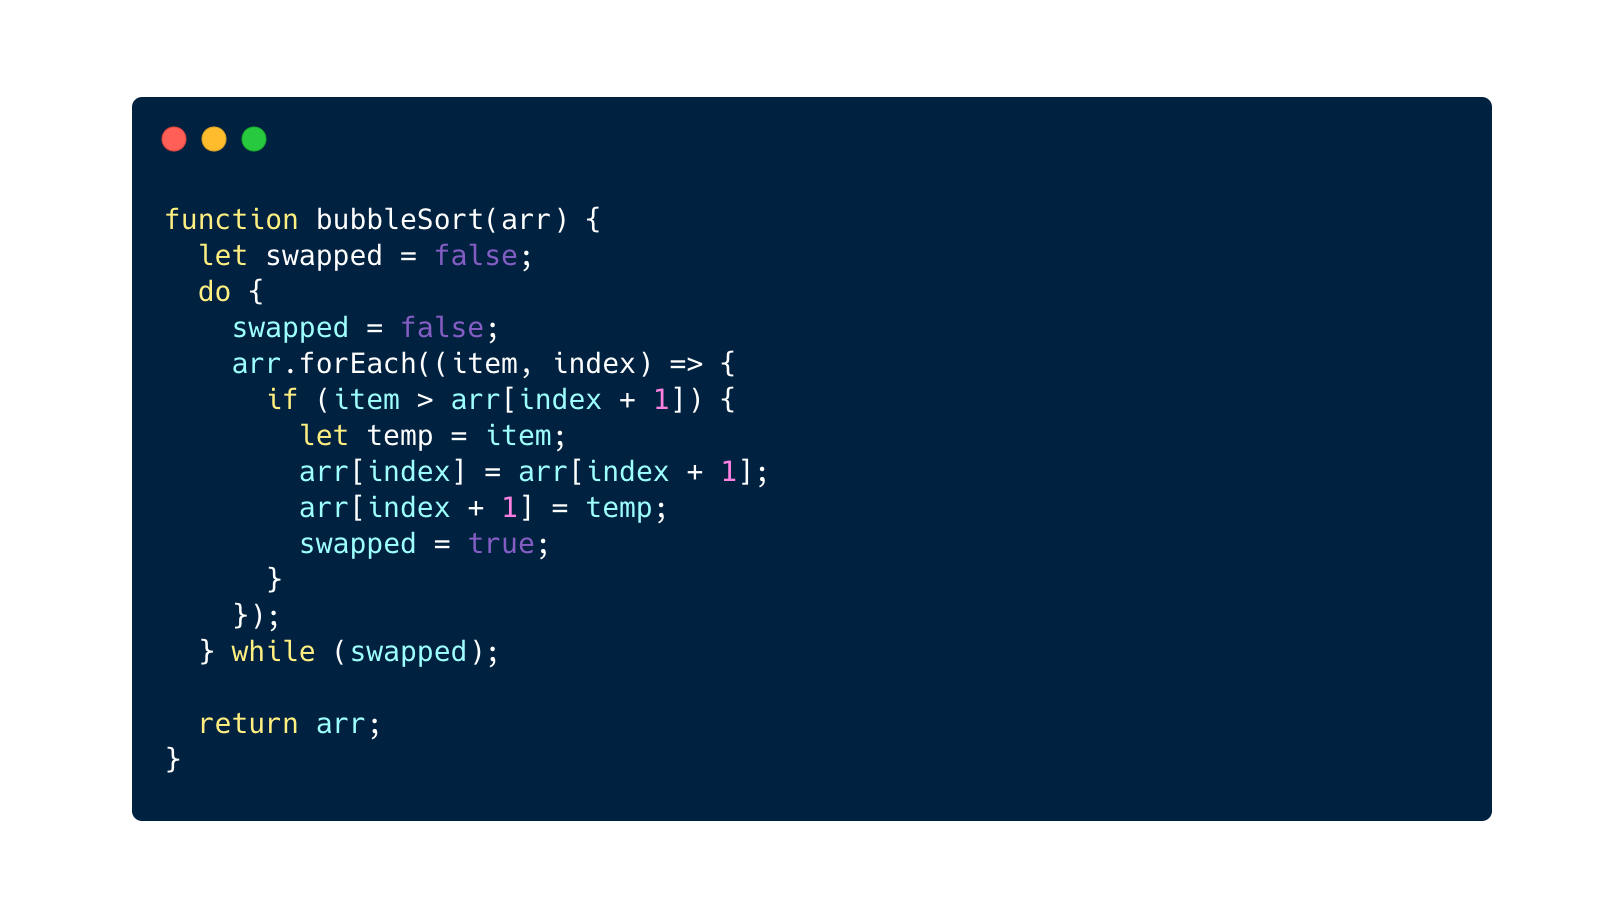 function bubbleSort(arr) {
  let swapped = false;
  do {
    swapped = false;
    arr.forEach((item, index) => {
      if (item > arr[index + 1]) {
        let temp = item;
        arr[index] = arr[index + 1];
        arr[index + 1] = temp;
        swapped = true;
      }
    });
  } while (swapped);

  return arr;
}